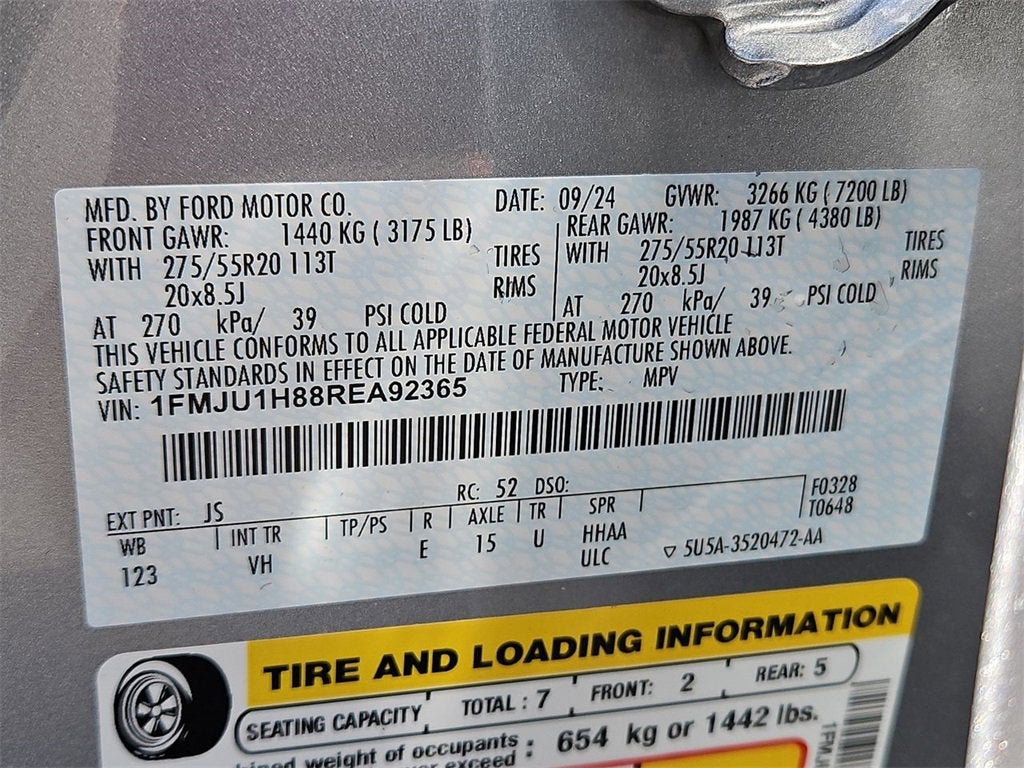 MFD. BY FORD MOTOR CO. DATE: 09/24 GVWR: 3266 KG ( 7200 LB)
FRONT GAWR: 1440 KG ( 3175 LB) REAR GAWR: 1987 KG ( 4380 LB)
WITH 275/55R20 113T TIRES WITH 275/55R20 113T TIRES
20x8.5J RIMS 20x8.5J RIMS
AT 270 kPa/ 39 PSI COLD AT 270 kPa/ 39 PSI COLD
THIS VEHICLE CONFORMS TO ALL APPLICABLE FEDERAL MOTOR VEHICLE
SAFETY STANDARDS IN EFFECT ON THE DATE OF MANUFACTURE SHOWN ABOVE.
VIN: 1FMJU1H88REA92365 TYPE: MPV
EXT PNT: JS RC: 52 DSO: F0328
T0648
WB INT TR TP/PS R AXLE TR SPR
123 VH E 15 U HHAA
ULC 5U5A-3520472-AA
TIRE AND LOADING INFORMATION
SEATING CAPACITY TOTAL : 7 FRONT: 2 REAR: 5
weight of occupants : 654 kg or 1442 lbs.
exceed
1FMJU